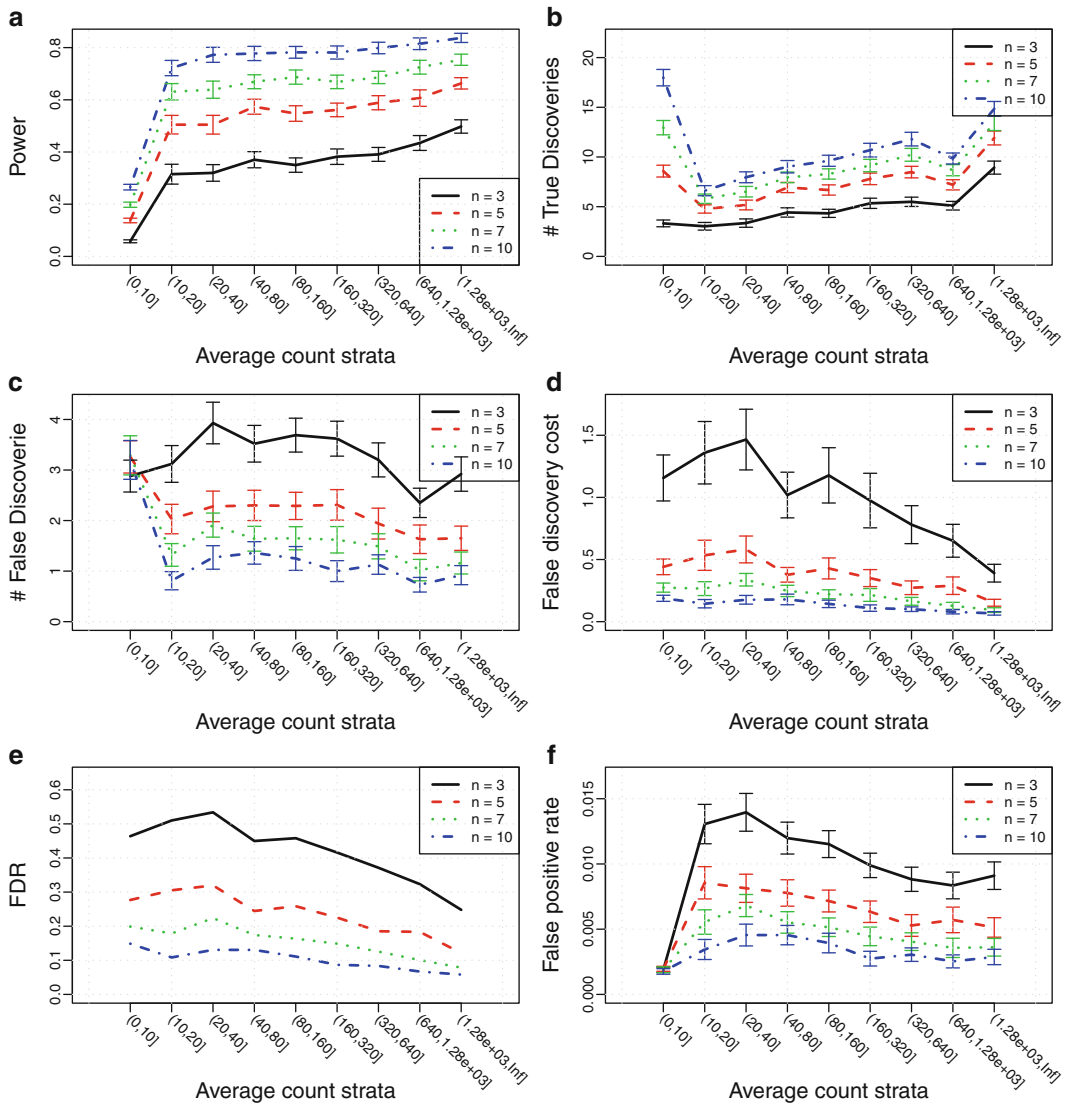 a
Power
0.0
0.2
0.4
0.6
0.8
n = 3
n = 5
n = 7
n = 10
(0,10]
(10,20]
(20,40]
(40,80]
(80,160]
(160,320]
(320,640]
(640,1.28e+03]
(1.28e+03,Inf]
Average count strata
b
# True Discoveries
0
5
10
15
20
n = 3
n = 5
n = 7
n = 10
(0,10]
(10,20]
(20,40]
(40,80]
(80,160]
(160,320]
(320,640]
(640,1.28e+03]
(1.28e+03,Inf]
Average count strata
c
# False Discoverie
0
1
2
3
4
n = 3
n = 5
n = 7
n = 10
(0,10]
(10,20]
(20,40]
(40,80]
(80,160]
(160,320]
(320,640]
(640,1.28e+03]
(1.28e+03,Inf]
Average count strata
d
False discovery cost
0.0
0.5
1.0
1.5
n = 3
n = 5
n = 7
n = 10
(0,10]
(10,20]
(20,40]
(40,80]
(80,160]
(160,320]
(320,640]
(640,1.28e+03]
(1.28e+03,Inf]
Average count strata
e
FDR
0.0
0.1
0.2
0.3
0.4
0.5
0.6
n = 3
n = 5
n = 7
n = 10
(0,10]
(10,20]
(20,40]
(40,80]
(80,160]
(160,320]
(320,640]
(640,1.28e+03]
(1.28e+03,Inf]
Average count strata
f
False positive rate
0.000
0.005
0.010
0.015
n = 3
n = 5
n = 7
n = 10
(0,10]
(10,20]
(20,40]
(40,80]
(80,160]
(160,320]
(320,640]
(640,1.28e+03]
(1.28e+03,Inf]
Average count strata